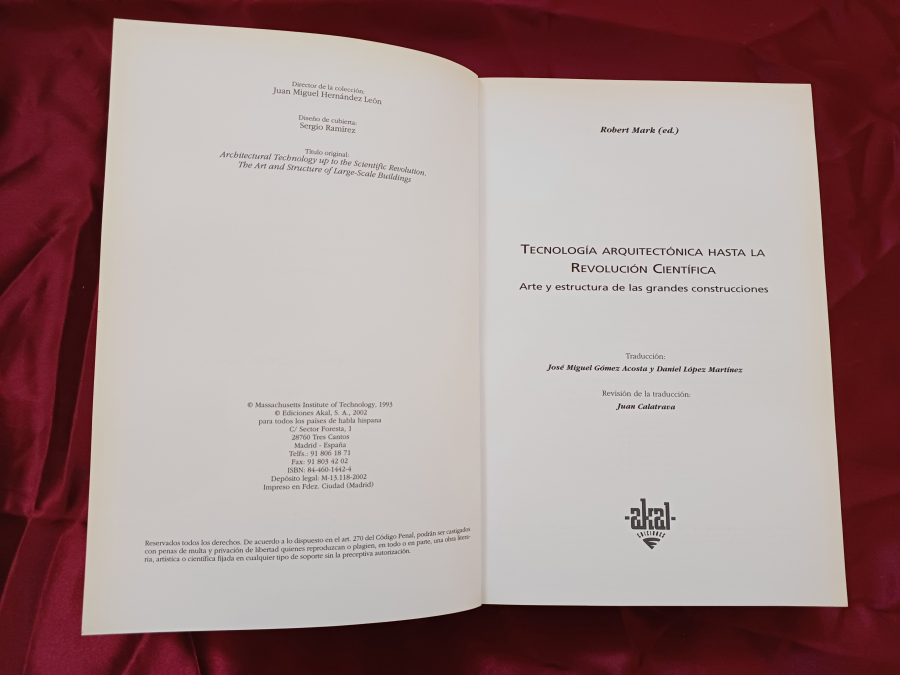 Director de la colección:
Juan Miguel Hernández León
Diseño de cubierta:
Sergio Ramírez
Título original:
Architectural Technology up to the Scientific Revolution.
The Art and Structure of Large-Scale Buildings
© Massachusetts Institute of Technology, 1993
© Ediciones Akal, S. A., 2002
para todos los países de habla hispana
C/ Sector Foresta, 1
28760 Tres Cantos
Madrid - España
Telfs.: 91 806 18 71
Fax: 91 803 42 02
ISBN: 84-460-1442-4
Depósito legal: M-13.118-2002
Impreso en Fdez. Ciudad (Madrid)
Reservados todos los derechos. De acuerdo a lo dispuesto en el art. 270 del Código Penal, podrán ser castigados
con penas de multa y privación de libertad quienes reproduzcan o plagien, en todo o en parte, una obra litera-
ria, artística o científica fijada en cualquier tipo de soporte sin la preceptiva autorización.
Robert Mark (ed.)
TECNOLOGÍA ARQUITECTÓNICA HASTA LA
REVOLUCIÓN CIENTÍFICA
Arte y estructura de las grandes construcciones
Traducción:
José Miguel Gómez Acosta y Daniel López Martínez
Revisión de la traducción:
Juan Calatrava
akal
EDICIONES